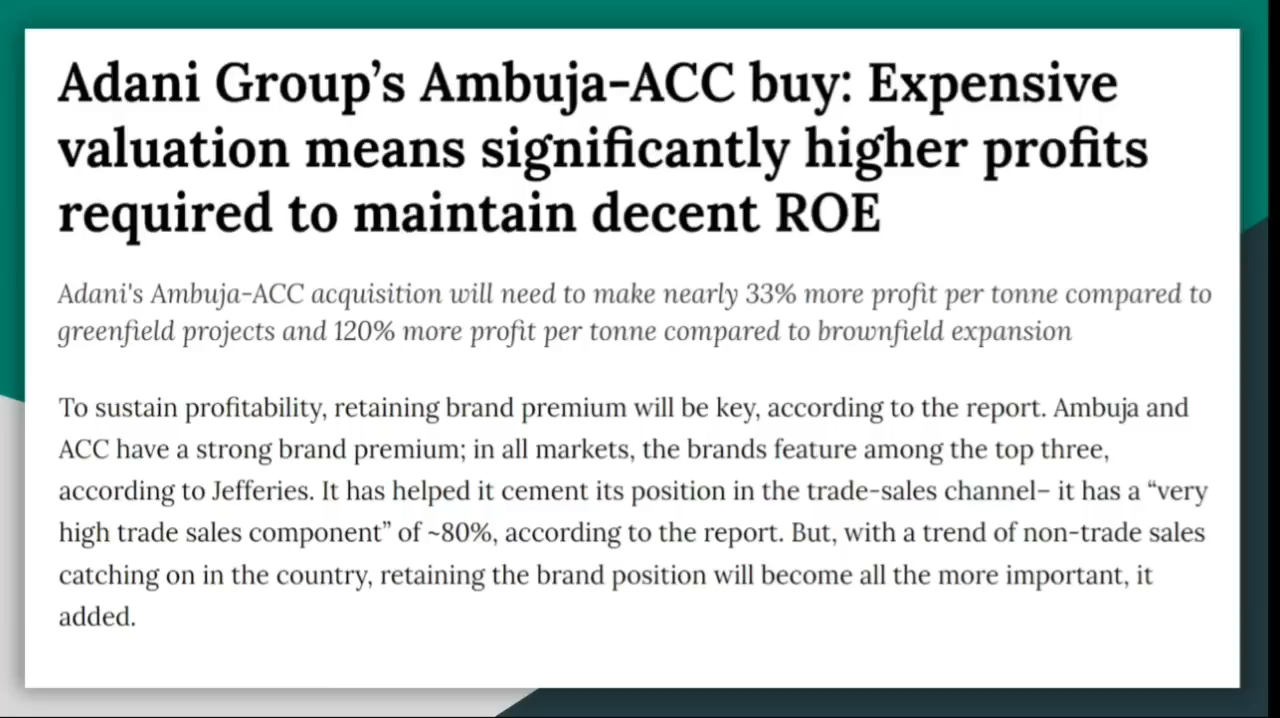 Adani Group’s Ambuja-ACC buy: Expensive
valuation means significantly higher profits
required to maintain decent ROE
Adani's Ambuja-ACC acquisition will need to make nearly 33% more profit per tonne compared to
greenfield projects and 120% more profit per tonne compared to brownfield expansion
To sustain profitability, retaining brand premium will be key, according to the report. Ambuja and
ACC have a strong brand premium; in all markets, the brands feature among the top three,
according to Jefferies. It has helped it cement its position in the trade-sales channel– it has a “very
high trade sales component” of ~80%, according to the report. But, with a trend of non-trade sales
catching on in the country, retaining the brand position will become all the more important, it
added.